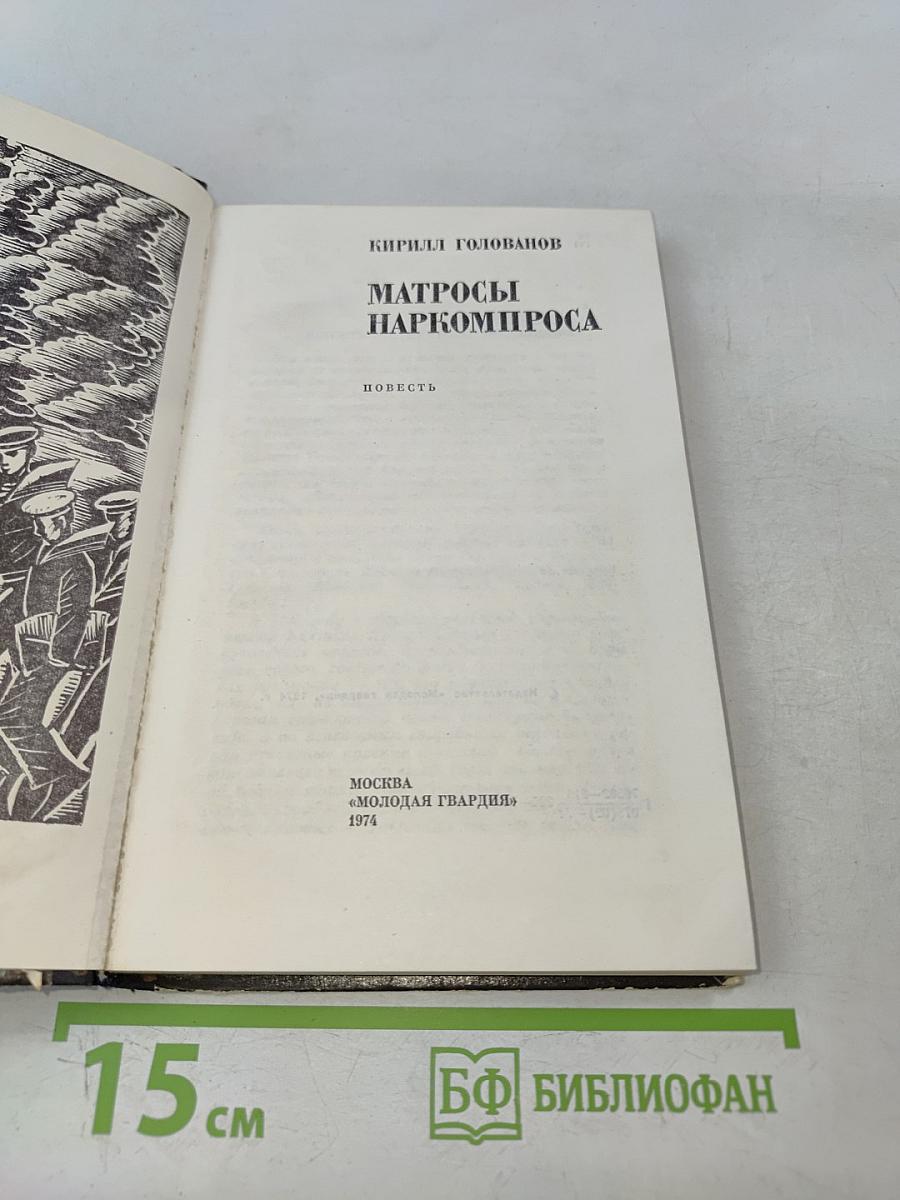 КИРИЛЛ ГОЛОВАНОВ
МАТРОСЫ
НАРКОМПРОСА
ПОВЕСТЬ
МОСКВА
«МОЛОДАЯ ГВАРДИЯ»
1974
15 см
БФ БИБЛИОФАН